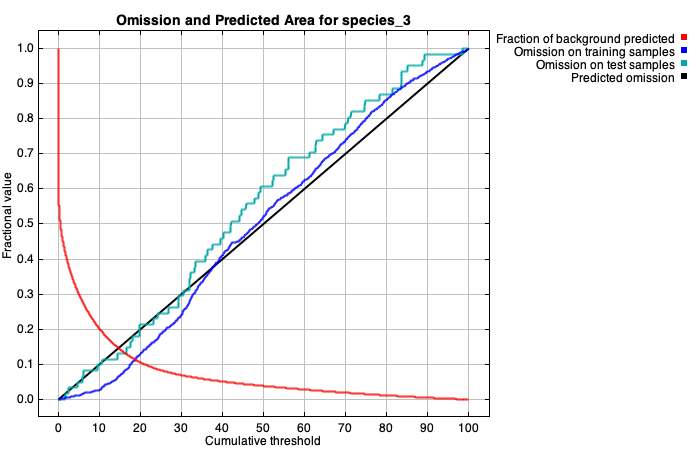 Omission and Predicted Area for species_3
Fraction of background predicted
Omission on training samples
Omission on test samples
Predicted omission
Fractional value
1.0
0.9
0.8
0.7
0.6
0.5
0.4
0.3
0.2
0.1
0.0
0 10 20 30 40 50 60 70 80 90 100
Cumulative threshold